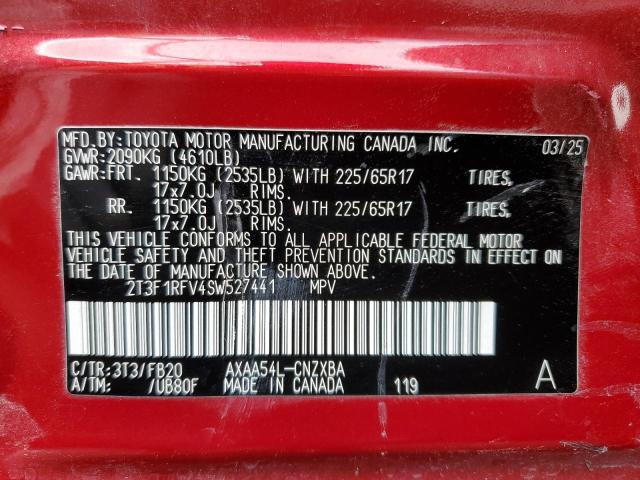 MFD.BY:TOYOTA MOTOR MANUFACTURING CANADA INC. 03/25
GVWR:2090KG (4610LB)
GAWR:FRT. 1150KG (2535LB) WITH 225/65R17 TIRES,
17x7.0J RIMS.
RR. 1150KG (2535LB) WITH 225/65R17 TIRES,
17x7.0J RIMS.
THIS VEHICLE CONFORMS TO ALL APPLICABLE FEDERAL MOTOR
VEHICLE SAFETY AND THEFT PREVENTION STANDARDS IN EFFECT ON
THE DATE OF MANUFACTURE SHOWN ABOVE.
2T3F1RFV4SW527441 MPV
C/TR:3T3/FB20 AXAA54L-CNZXBA
A/TM: /UB80F MADE IN CANADA 119 A